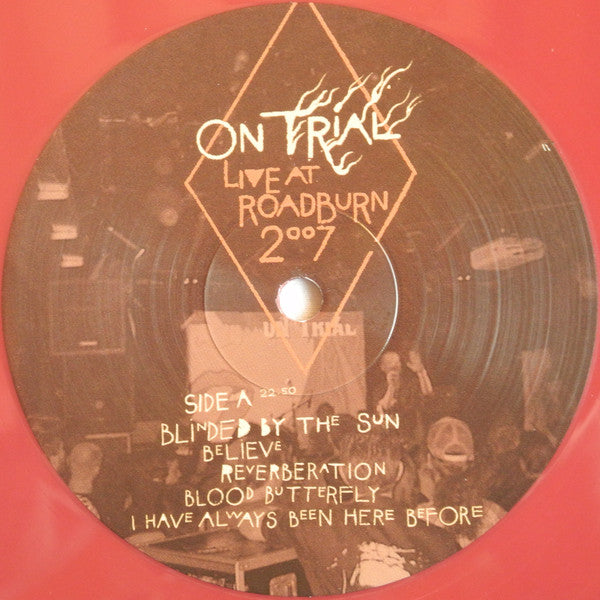 ON TRIAL
LIVE AT
ROADBURN
2007
ON TRIAL
SIDE A 22:50
BLINDED BY THE SUN
BELIEVE
REVERBERATION
BLOOD BUTTERFLY
I HAVE ALWAYS BEEN HERE BEFORE